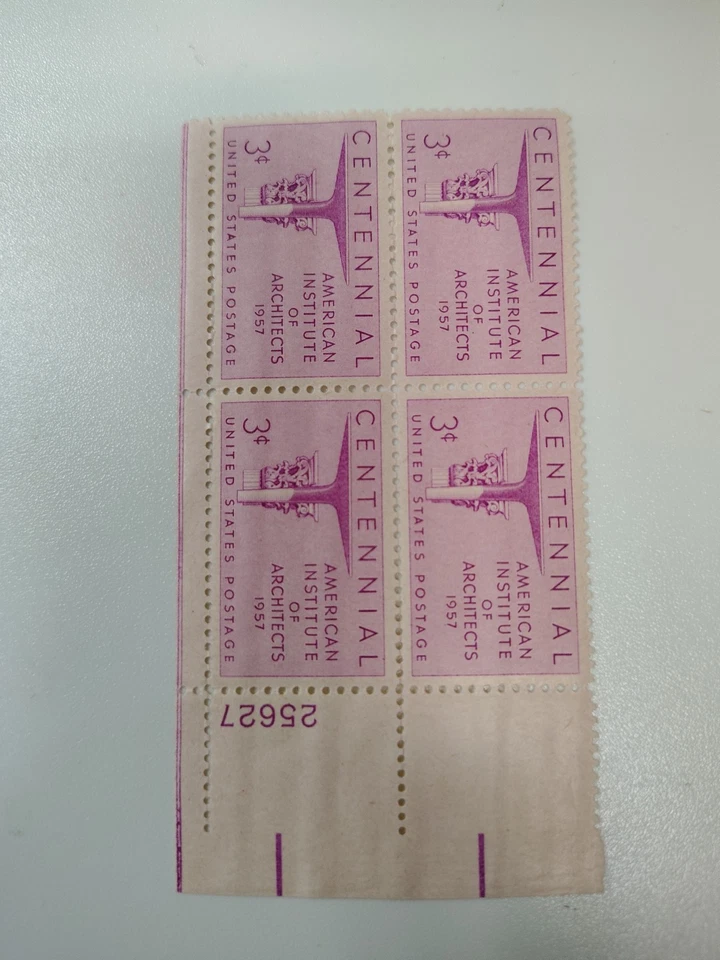 CENTENNIAL
3¢
AMERICAN
INSTITUTE
OF
ARCHITECTS
1957
UNITED STATES POSTAGE
CENTENNIAL
3¢
AMERICAN
INSTITUTE
OF
ARCHITECTS
1957
UNITED STATES POSTAGE
CENTENNIAL
3¢
AMERICAN
INSTITUTE
OF
ARCHITECTS
1957
UNITED STATES POSTAGE
CENTENNIAL
3¢
AMERICAN
INSTITUTE
OF
ARCHITECTS
1957
UNITED STATES POSTAGE
25627